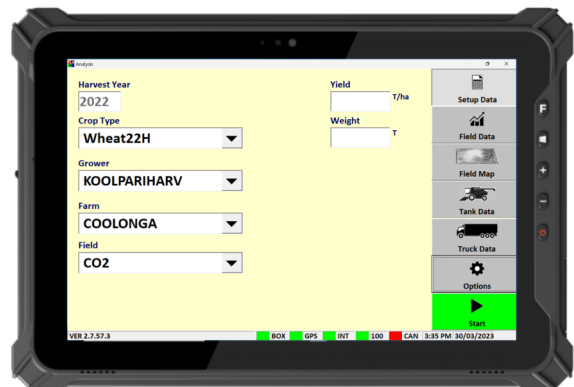 Analysis
Harvest Year
2022
Crop Type
Wheat22H
Grower
KOOLPARIHARV
Farm
COOLONGA
Field
CO2
Yield
T/ha
Weight
T
Setup Data
Field Data
Field Map
Tank Data
Truck Data
Options
Start
F
VER 2.7.57.3 BOX GPS INT 100 CAN 3:35 PM 30/03/2023